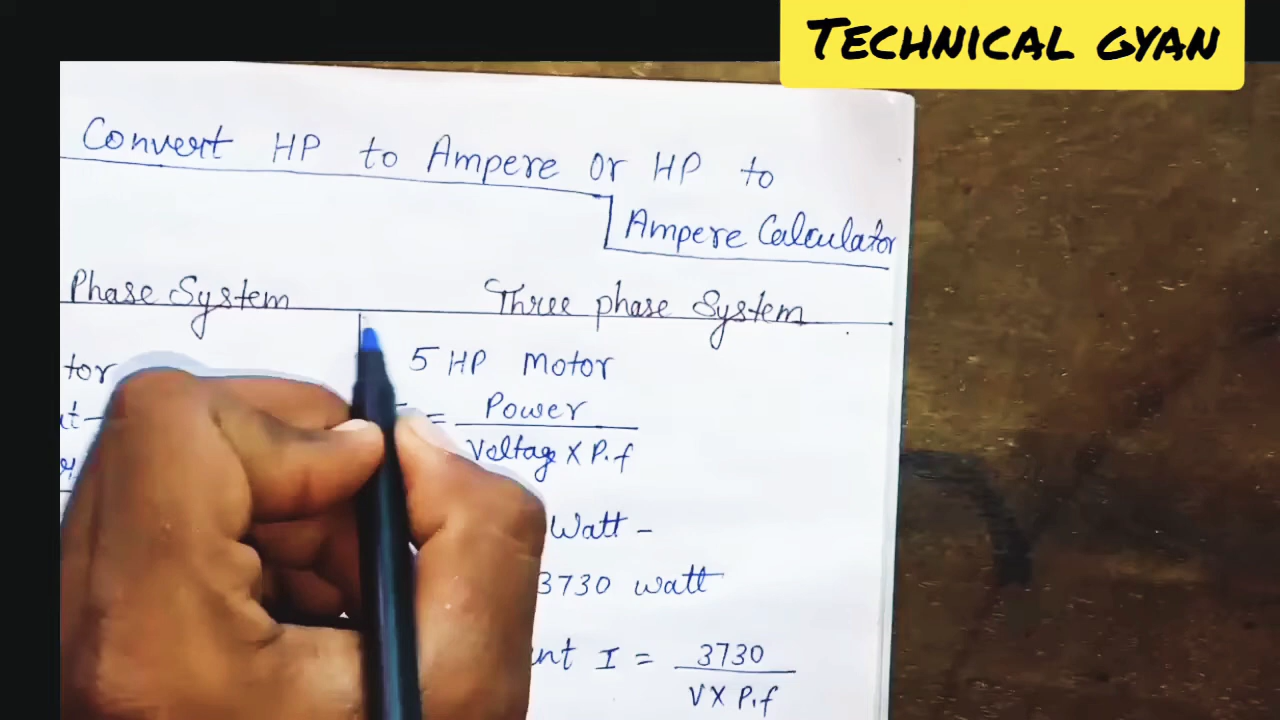 TECHNICAL GYAN
Convert HP to Ampere or HP to
Ampere Calculator
Phase System
Three phase System
tor
5 HP Motor
= Power
Voltage X P.f
Watt -
3730 watt
I = 3730
V X P.f